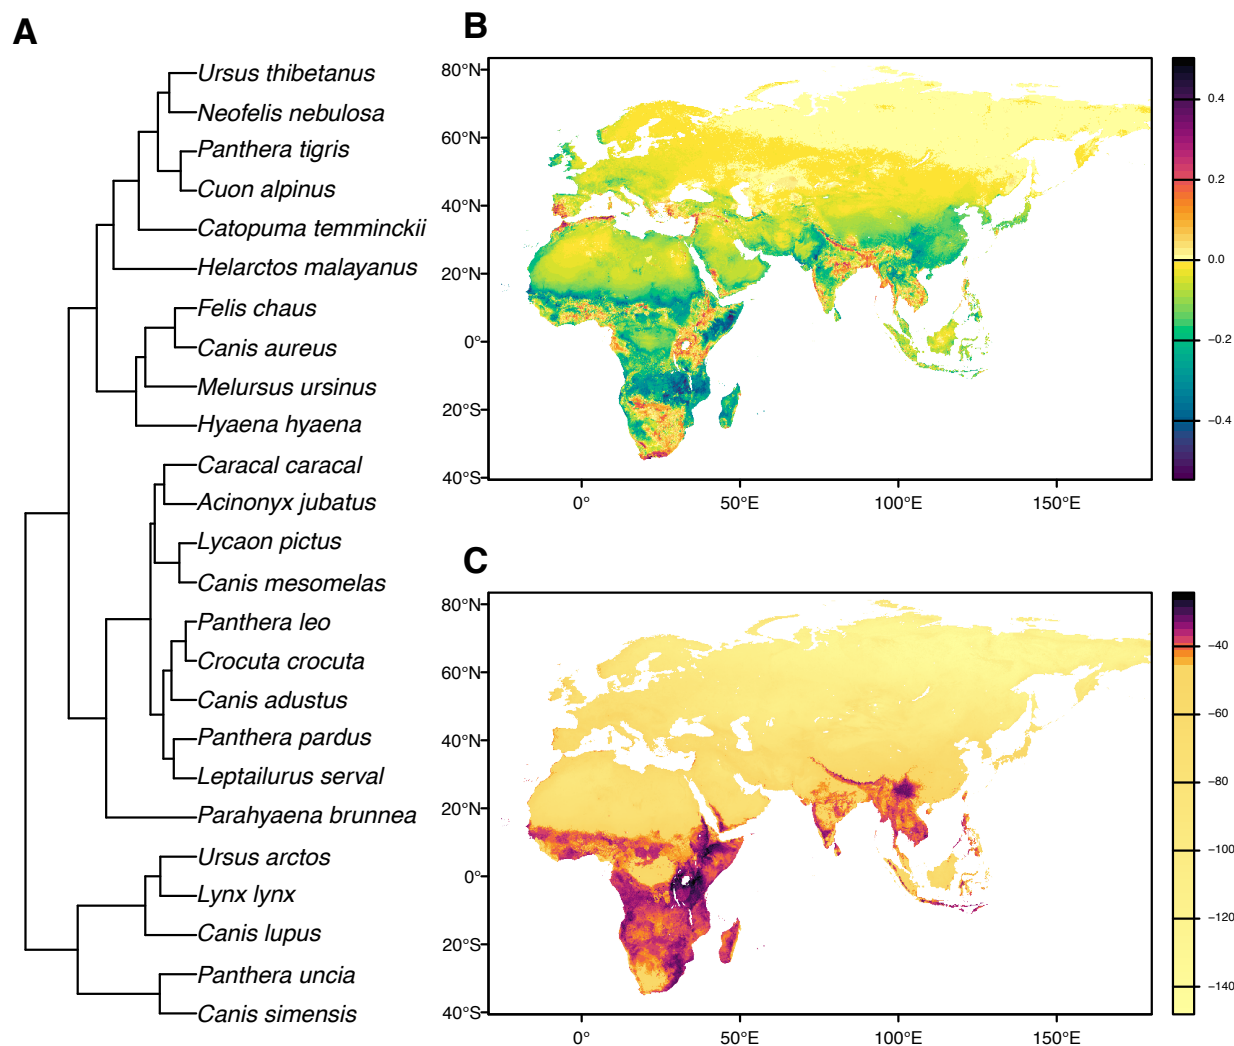 A
Ursus thibetanus
Neofelis nebulosa
Panthera tigris
Cuon alpinus
Catopuma temminckii
Helarctos malayanus
Felis chaus
Canis aureus
Melursus ursinus
Hyaena hyaena
Caracal caracal
Acinonyx jubatus
Lycaon pictus
Canis mesomelas
Panthera leo
Crocuta crocuta
Canis adustus
Panthera pardus
Leptailurus serval
Parahyaena brunnea
Ursus arctos
Lynx lynx
Canis lupus
Panthera uncia
Canis simensis
B
80°N
60°N
40°N
20°N
0°
20°S
40°S
0° 50°E 100°E 150°E
0.4
0.2
0.0
−0.2
−0.4
C
80°N
60°N
40°N
20°N
0°
20°S
40°S
0° 50°E 100°E 150°E
−40
−60
−80
−100
−120
−140